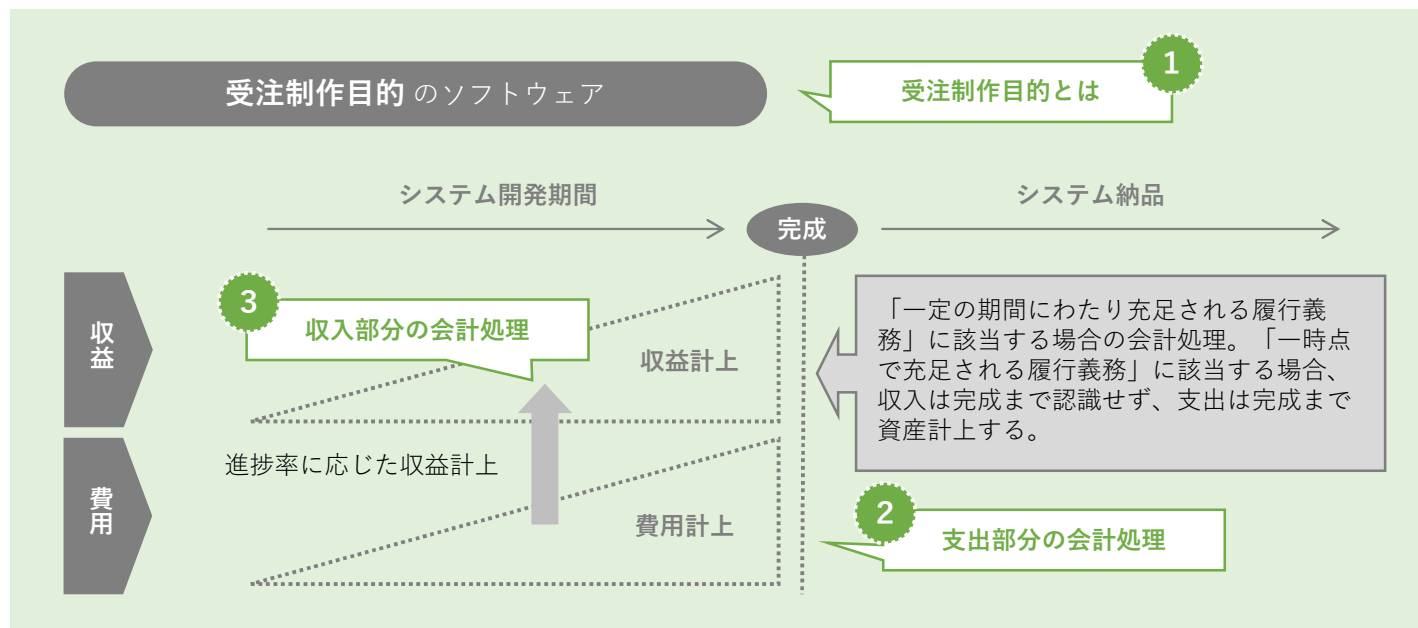 受注制作目的 のソフトウェア
受注制作目的とは
1
システム開発期間
完成
システム納品
収益
3
収入部分の会計処理
収益計上
「一定の期間にわたり充足される履行義
務」に該当する場合の会計処理。「一時点
で充足される履行義務」に該当する場合、
収入は完成まで認識せず、支出は完成まで
資産計上する。
進捗率に応じた収益計上
費用
費用計上
2
支出部分の会計処理